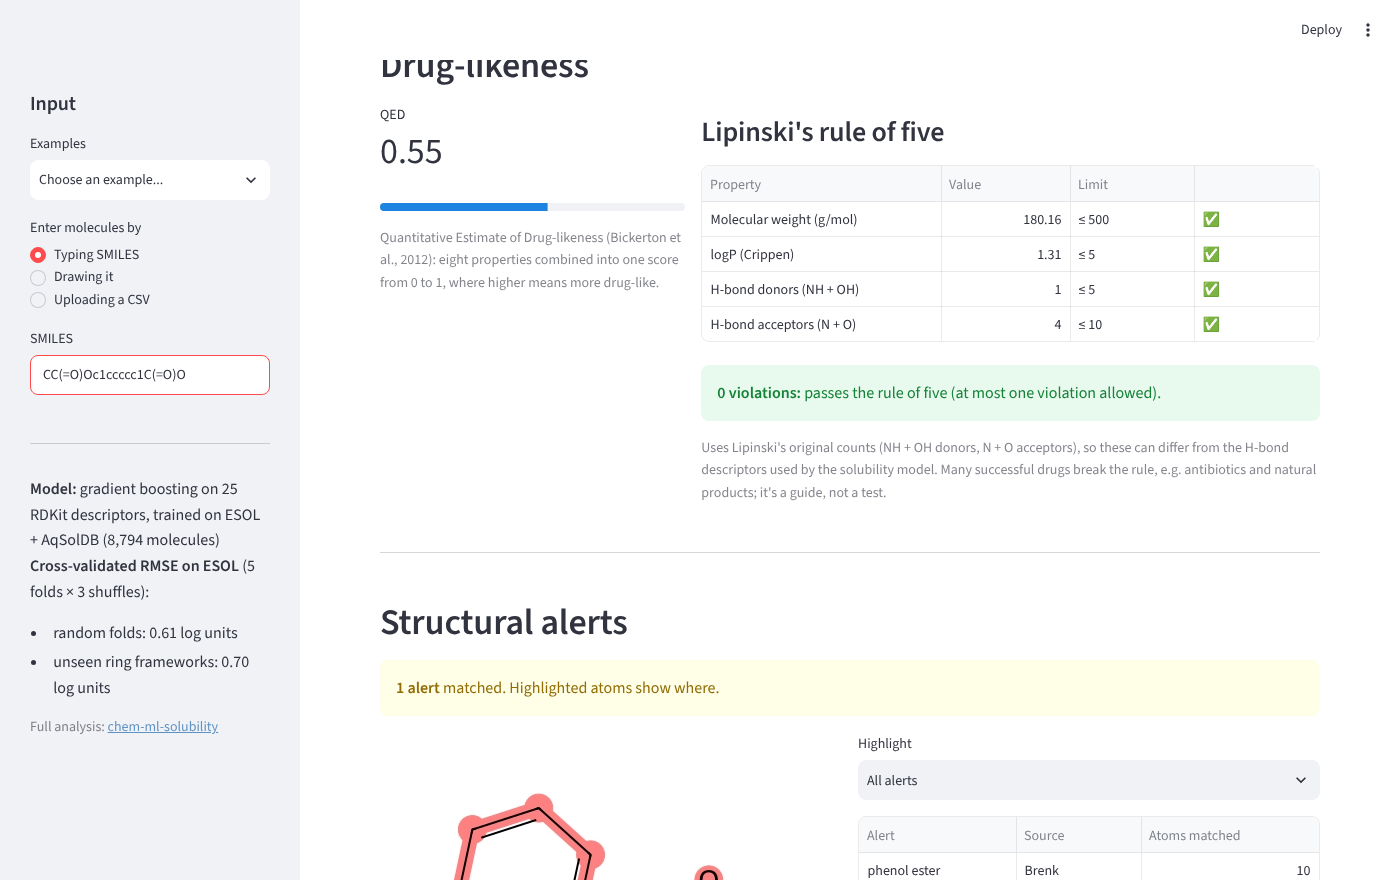 Deploy
Input
Examples
Choose an example...
Enter molecules by
Typing SMILES
Drawing it
Uploading a CSV
SMILES
CC(=O)Oc1ccccc1C(=O)O
Model: gradient boosting on 25
RDKit descriptors, trained on ESOL
+ AqSolDB (8,794 molecules)
Cross-validated RMSE on ESOL (5
folds × 3 shuffles):
• random folds: 0.61 log units
• unseen ring frameworks: 0.70
log units
Full analysis: chem-ml-solubility
Drug-likeness
QED
0.55
Quantitative Estimate of Drug-likeness (Bickerton et
al., 2012): eight properties combined into one score
from 0 to 1, where higher means more drug-like.
Lipinski's rule of five
Property Value Limit
Molecular weight (g/mol) 180.16 ≤ 500 ✅
logP (Crippen) 1.31 ≤ 5 ✅
H-bond donors (NH + OH) 1 ≤ 5 ✅
H-bond acceptors (N + O) 4 ≤ 10 ✅
0 violations: passes the rule of five (at most one violation allowed).
Uses Lipinski's original counts (NH + OH donors, N + O acceptors), so these can differ from the H-bond
descriptors used by the solubility model. Many successful drugs break the rule, e.g. antibiotics and natural
products; it's a guide, not a test.
Structural alerts
1 alert matched. Highlighted atoms show where.
Highlight
All alerts
Alert Source Atoms matched
phenol ester Brenk 10
O